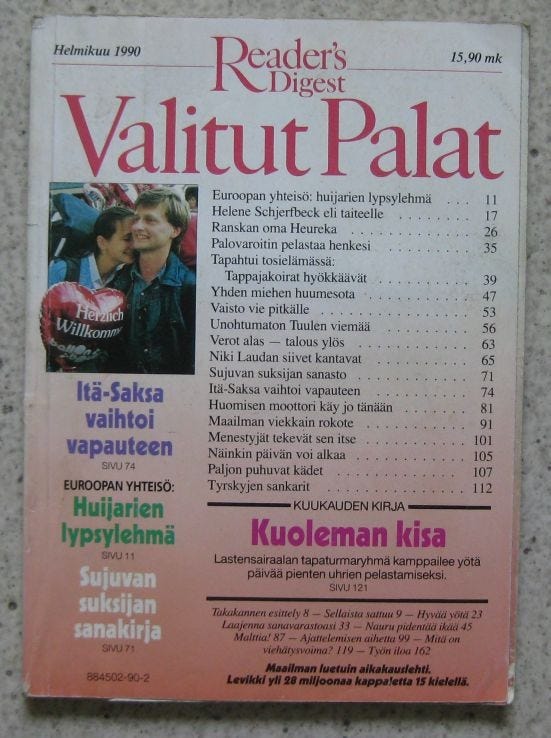 Helmikuu 1990
Reader's
Digest
15,90 mk
Valitut Palat
Euroopan yhteisö: huijarien lypsylehmä . . . 11
Helene Schjerfbeck eli taiteelle . . . . . . . . 17
Ranskan oma Heureka . . . . . . . . . . . . . 26
Palovaroitin pelastaa henkesi . . . . . . . . . 35
Tapahtui tosielämässä:
Tappajakoirat hyökkäävät . . . . . . . . . . 39
Yhden miehen huumesota . . . . . . . . . . . 47
Vaisto vie pitkälle . . . . . . . . . . . . . . . 53
Unohtumaton Tuulen viemää . . . . . . . . . 56
Verot alas — talous ylös . . . . . . . . . . . . 63
Niki Laudan siivet kantavat . . . . . . . . . . 65
Sujuvan suksijan sanasto . . . . . . . . . . . 71
Itä-Saksa vaihtoi vapauteen . . . . . . . . . . 74
Huomisen moottori käy jo tänään . . . . . . . 81
Maailman viekkain rokote . . . . . . . . . . . 91
Menestyjät tekevät sen itse . . . . . . . . . . 101
Näinkin päivän voi alkaa . . . . . . . . . . . 105
Paljon puhuvat kädet . . . . . . . . . . . . . 107
Tyrskyjen sankarit . . . . . . . . . . . . . . . 112
Herzlich
Willkomm
Itä-Saksa
vaihtoi
vapauteen
SIVU 74
EUROOPAN YHTEISÖ:
Huijarien
lypsylehmä
SIVU 11
Sujuvan
suksijan
sanakirja
SIVU 71
884502-90-2
KUUKAUDEN KIRJA
Kuoleman kisa
Lastensairaalan tapaturmaryhmä kamppailee yötä
päivää pienten uhrien pelastamiseksi.
SIVU 121
Takakannen esittely 8 — Sellaista sattuu 9 — Hyvää yötä 23
Laajenna sanavarastoasi 33 — Nauru pidentää ikää 45
Malttia! 87 — Ajattelemisen aihetta 99 — Mitä on
viehätysvoima? 119 — Työn iloa 162
Maailman luetuin aikakauslehti.
Levikki yli 28 miljoonaa kappaletta 15 kielellä.